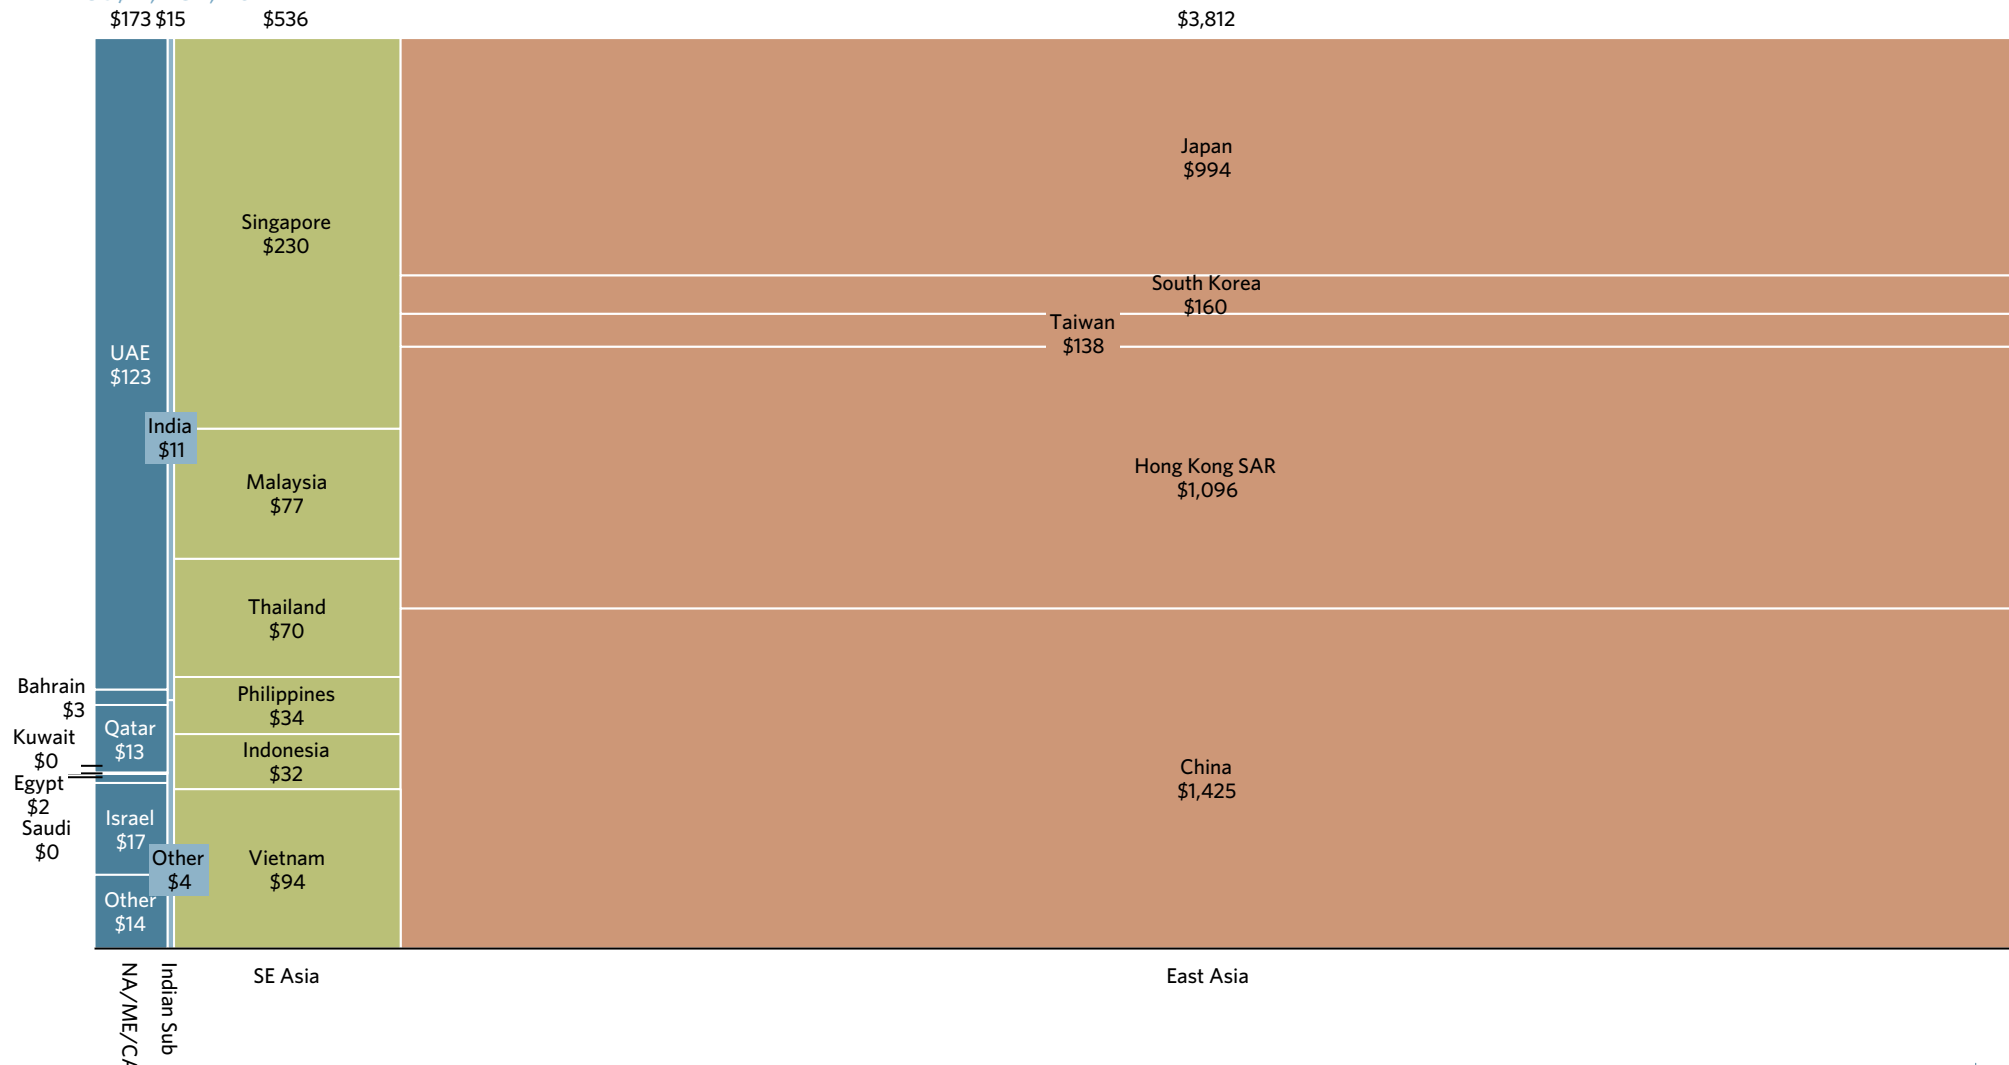 $173 $15 $536 $3,812
Japan
$994
Singapore
$230
South Korea
$160
Taiwan
$138
UAE
$123
India
$11
Malaysia
$77
Hong Kong SAR
$1,096
Thailand
$70
Bahrain
$3
Philippines
$34
Qatar
$13
Kuwait
$0
Indonesia
$32
China
$1,425
Egypt
$2
Israel
$17
Saudi
$0
Other
$4
Vietnam
$94
Other
$14
NA/ME/CA
Indian Sub
SE Asia
East Asia